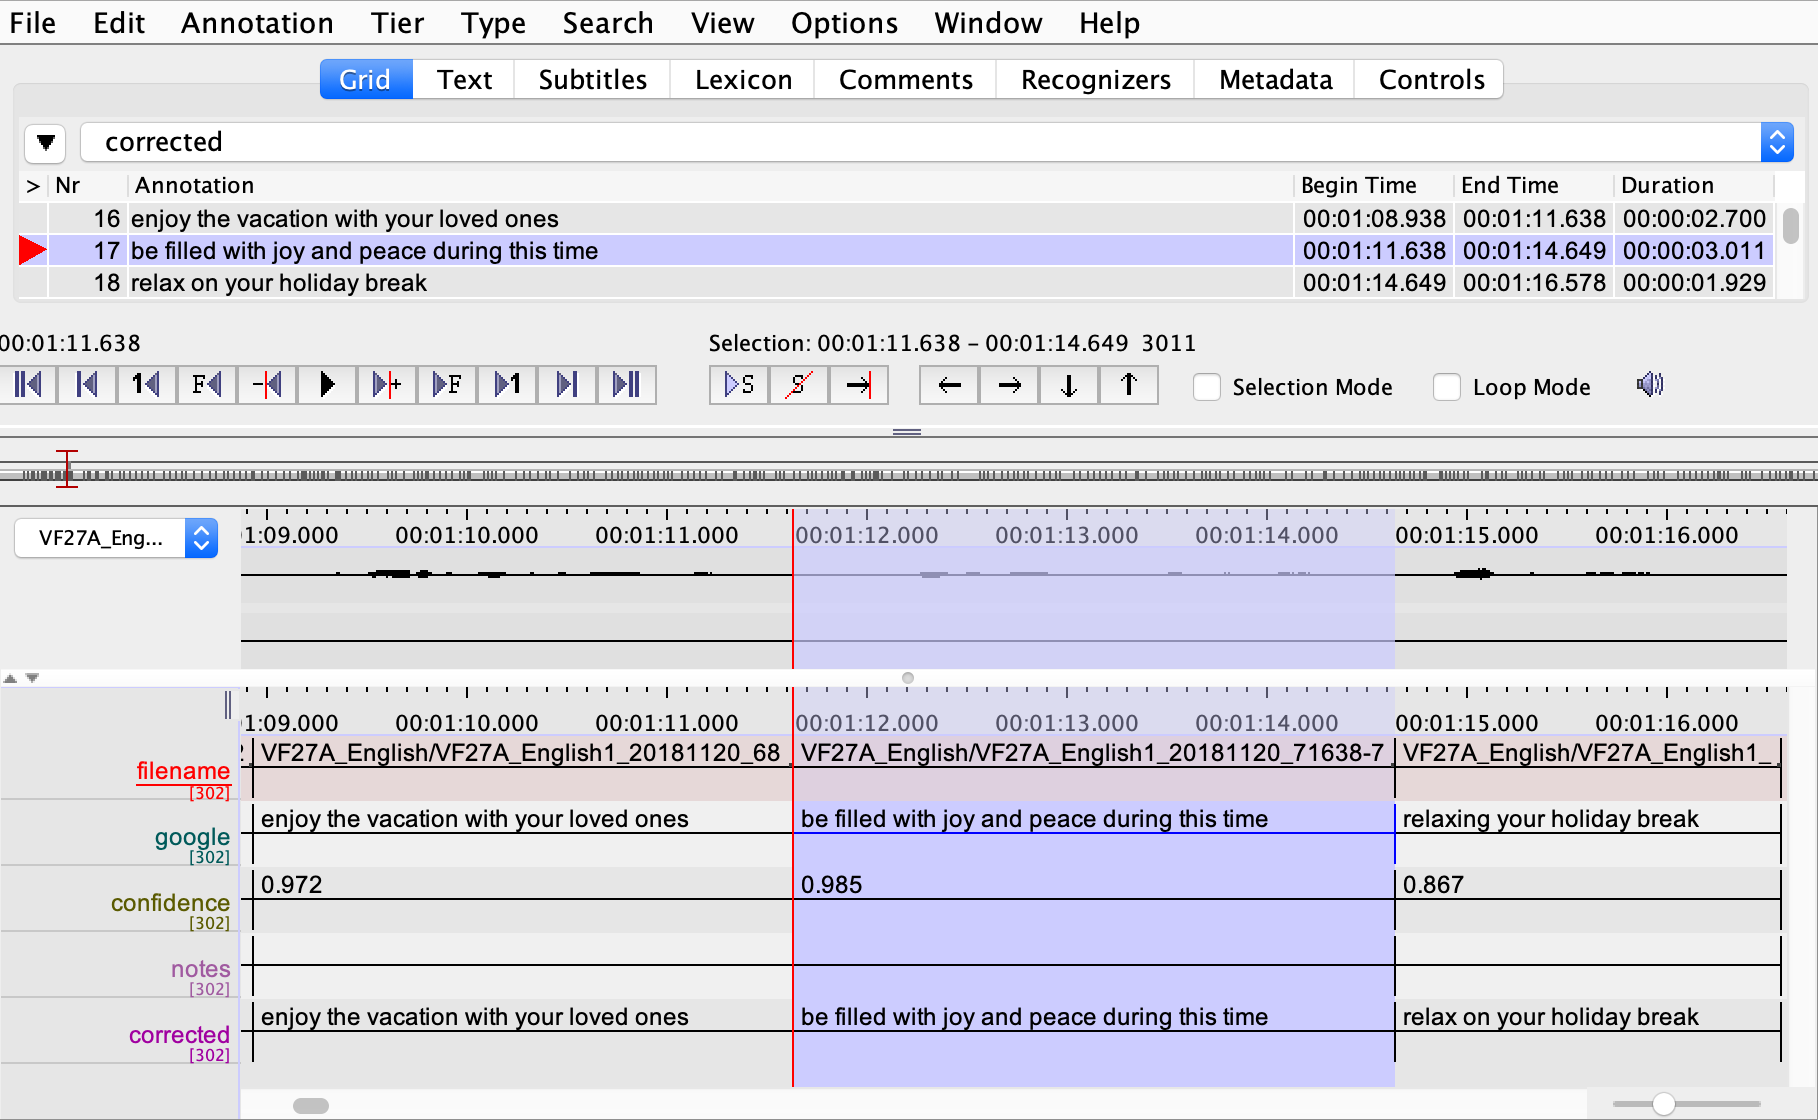 File Edit Annotation Tier Type Search View Options Window Help
Grid Text Subtitles Lexicon Comments Recognizers Metadata Controls
corrected
> Nr Annotation Begin Time End Time Duration
16 enjoy the vacation with your loved ones 00:01:08.938 00:01:11.638 00:00:02.700
17 be filled with joy and peace during this time 00:01:11.638 00:01:14.649 00:00:03.011
18 relax on your holiday break 00:01:14.649 00:01:16.578 00:00:01.929
00:01:11.638 Selection: 00:01:11.638 – 00:01:14.649 3011
1 F F 1 S S Selection Mode Loop Mode
VF27A_Eng... 1:09.000 00:01:10.000 00:01:11.000 00:01:12.000 00:01:13.000 00:01:14.000 00:01:15.000 00:01:16.000
1:09.000 00:01:10.000 00:01:11.000 00:01:12.000 00:01:13.000 00:01:14.000 00:01:15.000 00:01:16.000
filename [302] VF27A_English/VF27A_English1_20181120_68 VF27A_English/VF27A_English1_20181120_71638-7 VF27A_English/VF27A_English1_
google [302] enjoy the vacation with your loved ones be filled with joy and peace during this time relaxing your holiday break
confidence [302] 0.972 0.985 0.867
notes [302]
corrected [302] enjoy the vacation with your loved ones be filled with joy and peace during this time relax on your holiday break